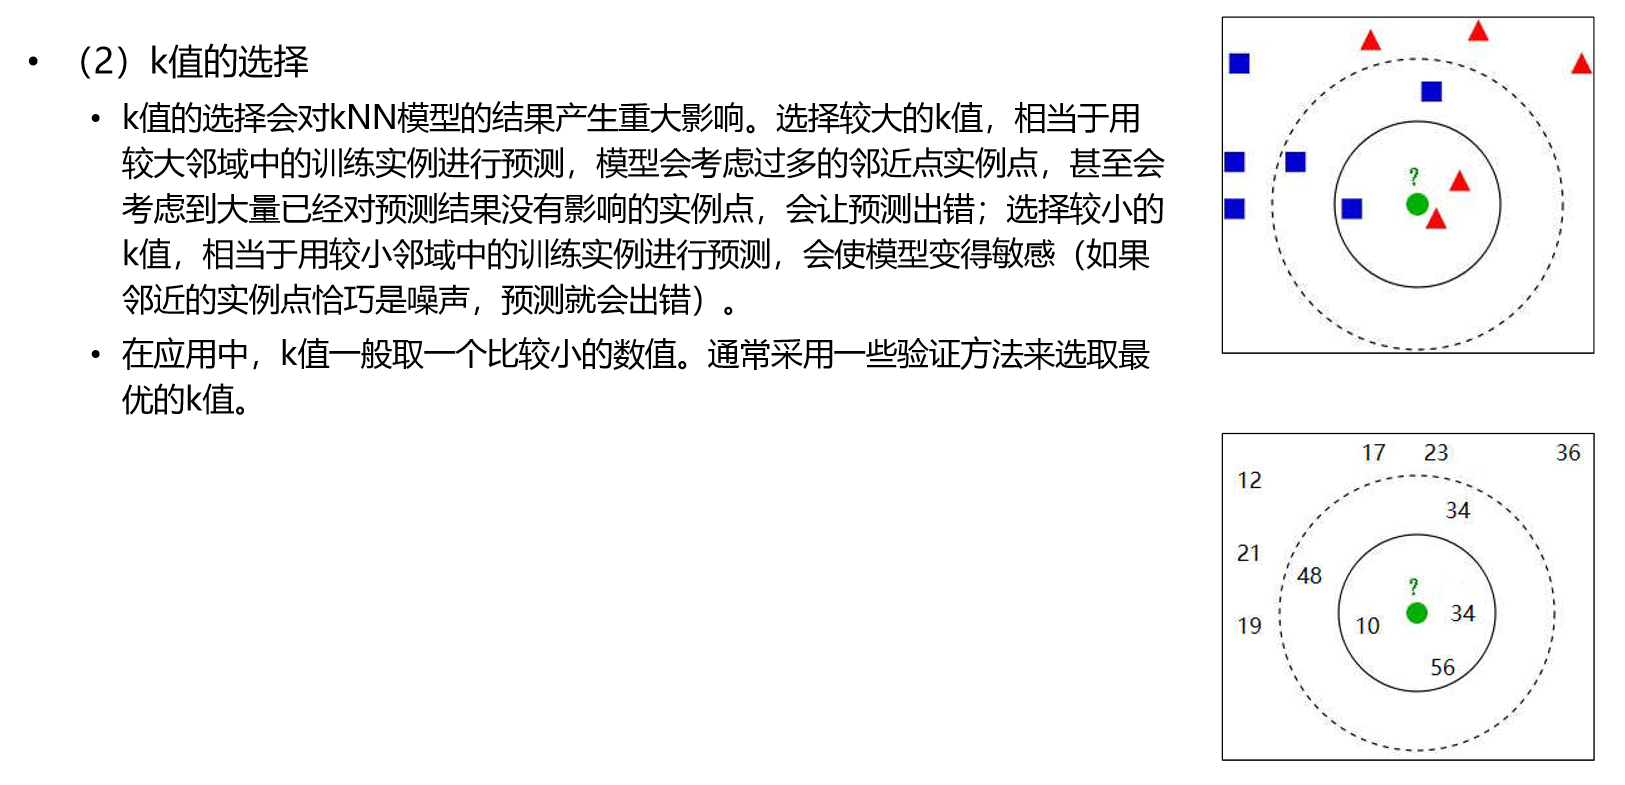 • （2）k值的选择
• k值的选择会对kNN模型的结果产生重大影响。选择较大的k值，相当于用
较大邻域中的训练实例进行预测，模型会考虑过多的邻近点实例点，甚至会
考虑到大量已经对预测结果没有影响的实例点，会让预测出错；选择较小的
k值，相当于用较小邻域中的训练实例进行预测，会使模型变得敏感（如果
邻近的实例点恰巧是噪声，预测就会出错）。
• 在应用中，k值一般取一个比较小的数值。通常采用一些验证方法来选取最
优的k值。
?
17 23 36
12
34
21
48
?
34
19
10
56